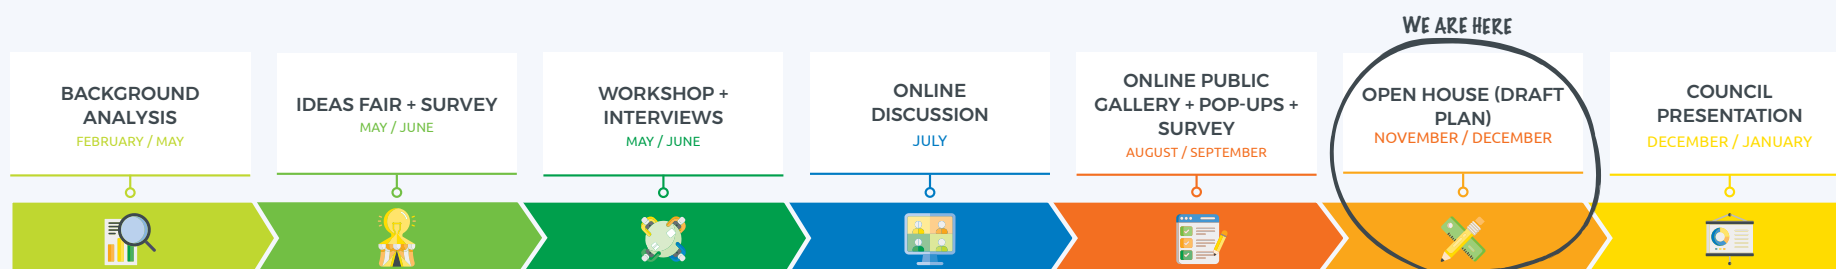 WE ARE HERE
BACKGROUND
ANALYSIS
FEBRUARY / MAY
IDEAS FAIR + SURVEY
MAY / JUNE
WORKSHOP +
INTERVIEWS
MAY / JUNE
ONLINE
DISCUSSION
JULY
ONLINE PUBLIC
GALLERY + POP-UPS +
SURVEY
AUGUST / SEPTEMBER
OPEN HOUSE (DRAFT
PLAN)
NOVEMBER / DECEMBER
COUNCIL
PRESENTATION
DECEMBER / JANUARY